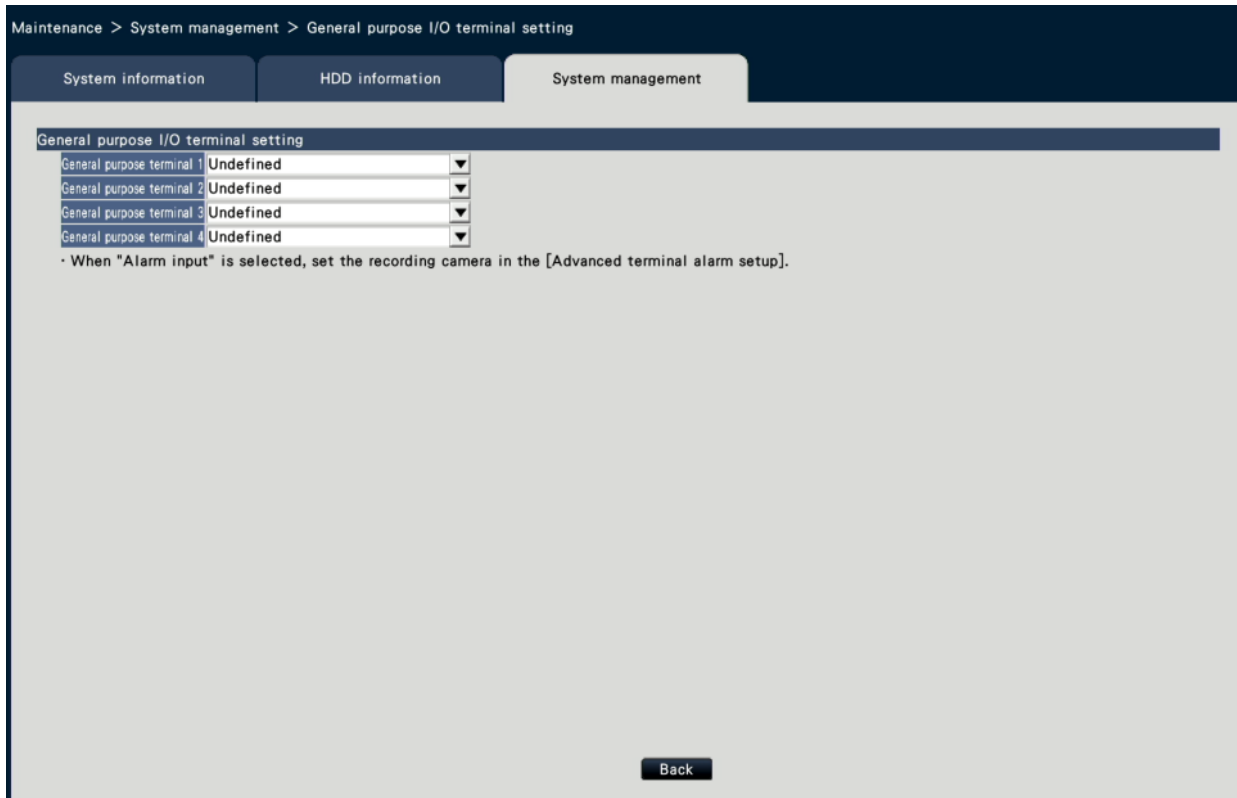 Maintenance > System management > General purpose I/O terminal setting
System information HDD information System management
General purpose I/O terminal setting
General purpose terminal 1 Undefined
General purpose terminal 2 Undefined
General purpose terminal 3 Undefined
General purpose terminal 4 Undefined
· When "Alarm input" is selected, set the recording camera in the [Advanced terminal alarm setup].
Back